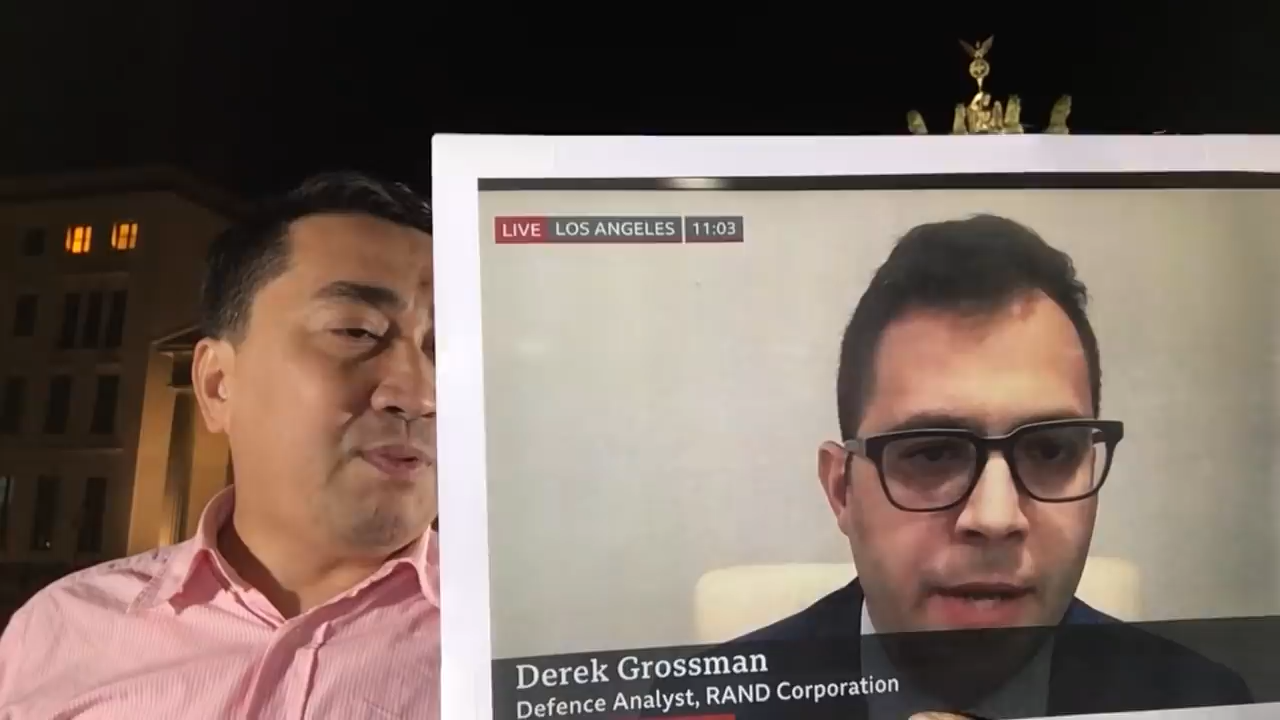 LIVE LOS ANGELES 11:03
Derek Grossman
Defence Analyst, RAND Corporation